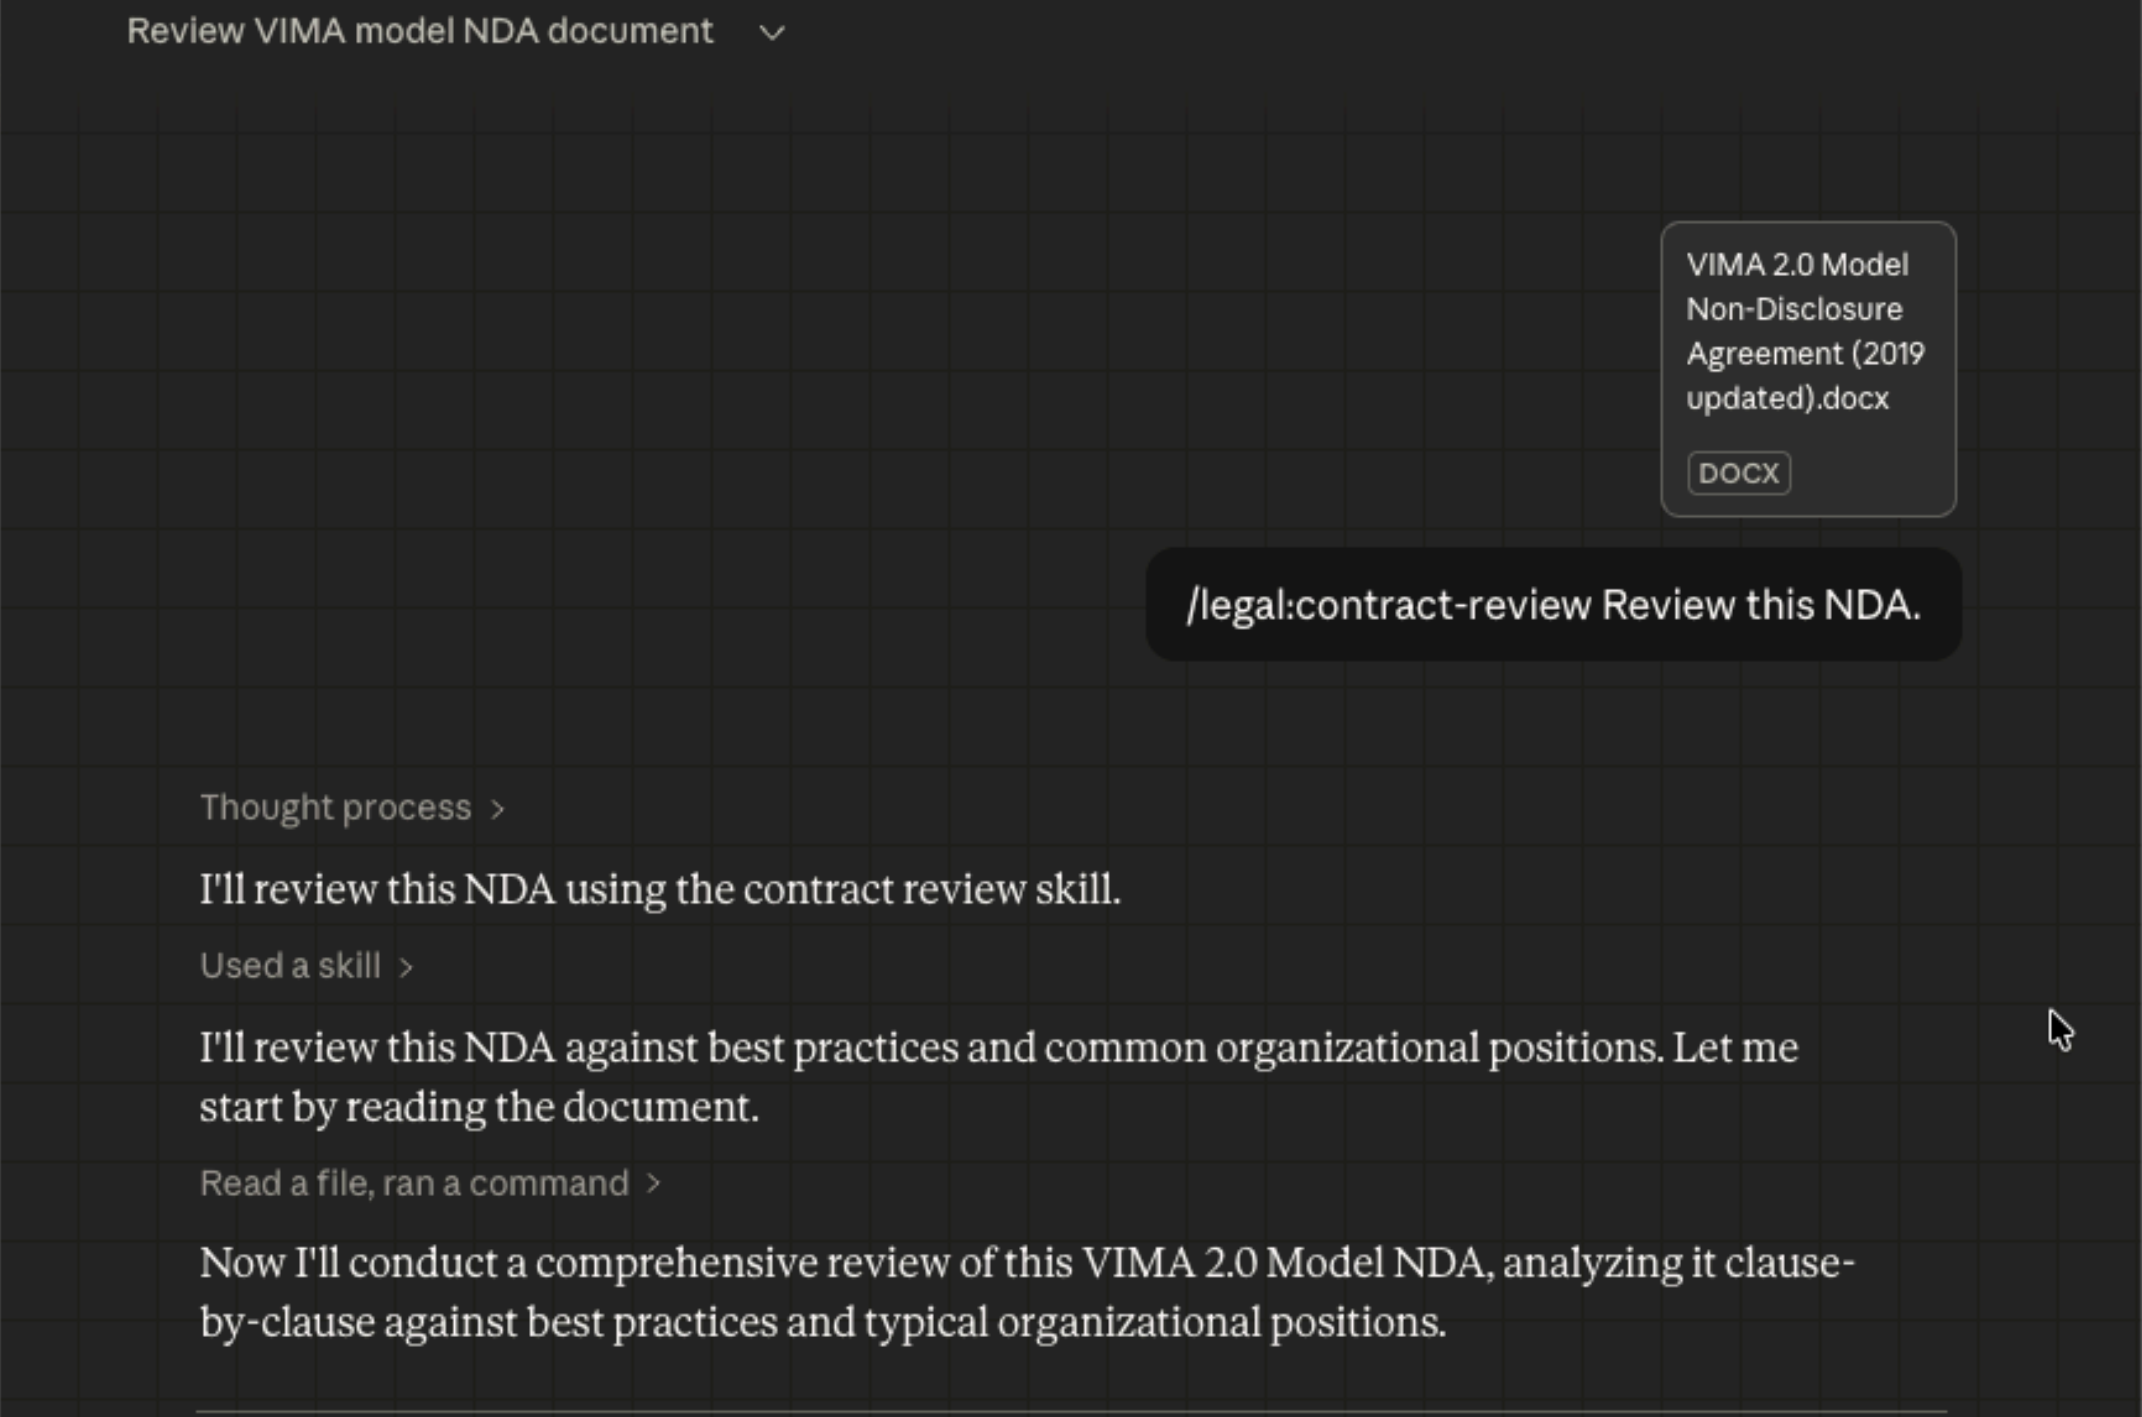 Review VIMA model NDA document
VIMA 2.0 Model
Non-Disclosure
Agreement (2019
updated).docx
DOCX
/legal:contract-review Review this NDA.
Thought process
I'll review this NDA using the contract review skill.
Used a skill
I'll review this NDA against best practices and common organizational positions. Let me
start by reading the document.
Read a file, ran a command
Now I'll conduct a comprehensive review of this VIMA 2.0 Model NDA, analyzing it clause-
by-clause against best practices and typical organizational positions.